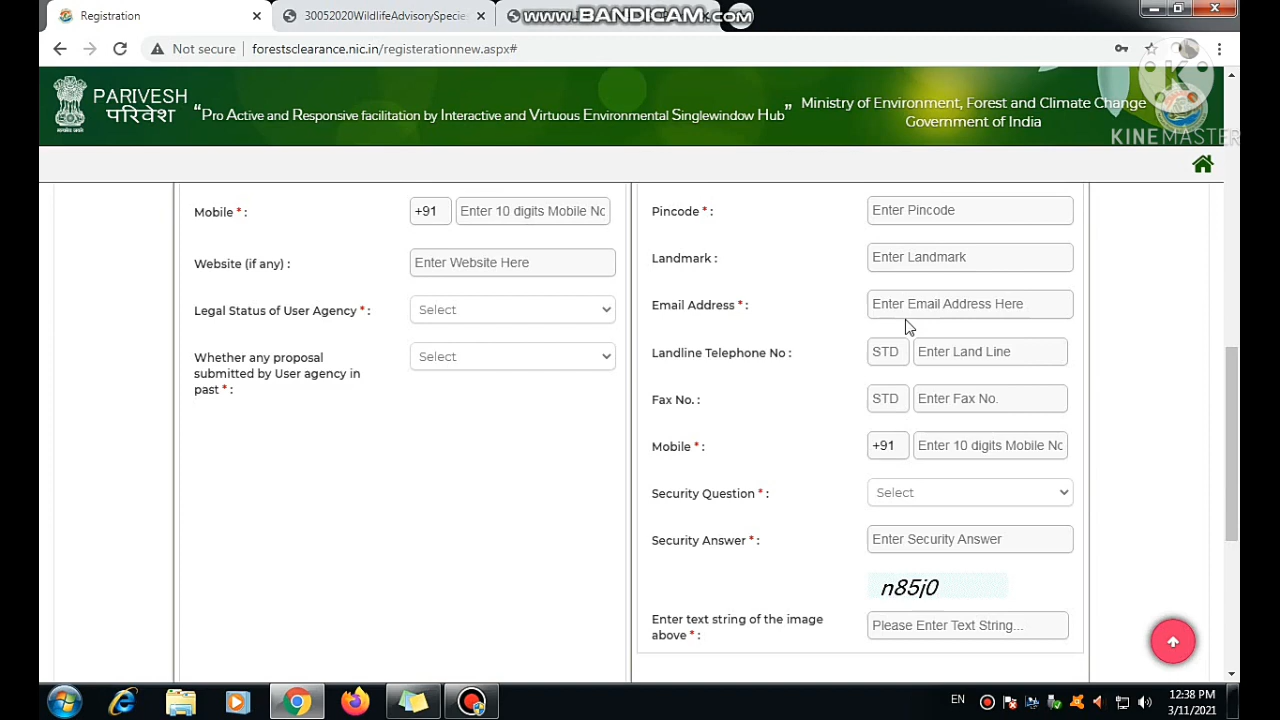 Registration
30052020WildlifeAdvisorySpecie
www.BANDICAM.com
Not secure
forestsclearance.nic.in/registerationnew.aspx#
PARIVESH
परिवेश
सत्यमेव जयते
“Pro Active and Responsive facilitation by Interactive and Virtuous Environmental Singlewindow Hub”
Ministry of Environment, Forest and Climate Change
Government of India
K
KINEMASTER
Mobile * :
+91
Enter 10 digits Mobile No
Website (if any) :
Enter Website Here
Legal Status of User Agency * :
Select
Whether any proposal
submitted by User agency in
past * :
Select
Pincode * :
Enter Pincode
Landmark :
Enter Landmark
Email Address * :
Enter Email Address Here
Landline Telephone No :
STD
Enter Land Line
Fax No. :
STD
Enter Fax No.
Mobile * :
+91
Enter 10 digits Mobile No
Security Question * :
Select
Security Answer * :
Enter Security Answer
n85j0
Enter text string of the image
above * :
Please Enter Text String...
EN
12:38 PM
3/11/2021